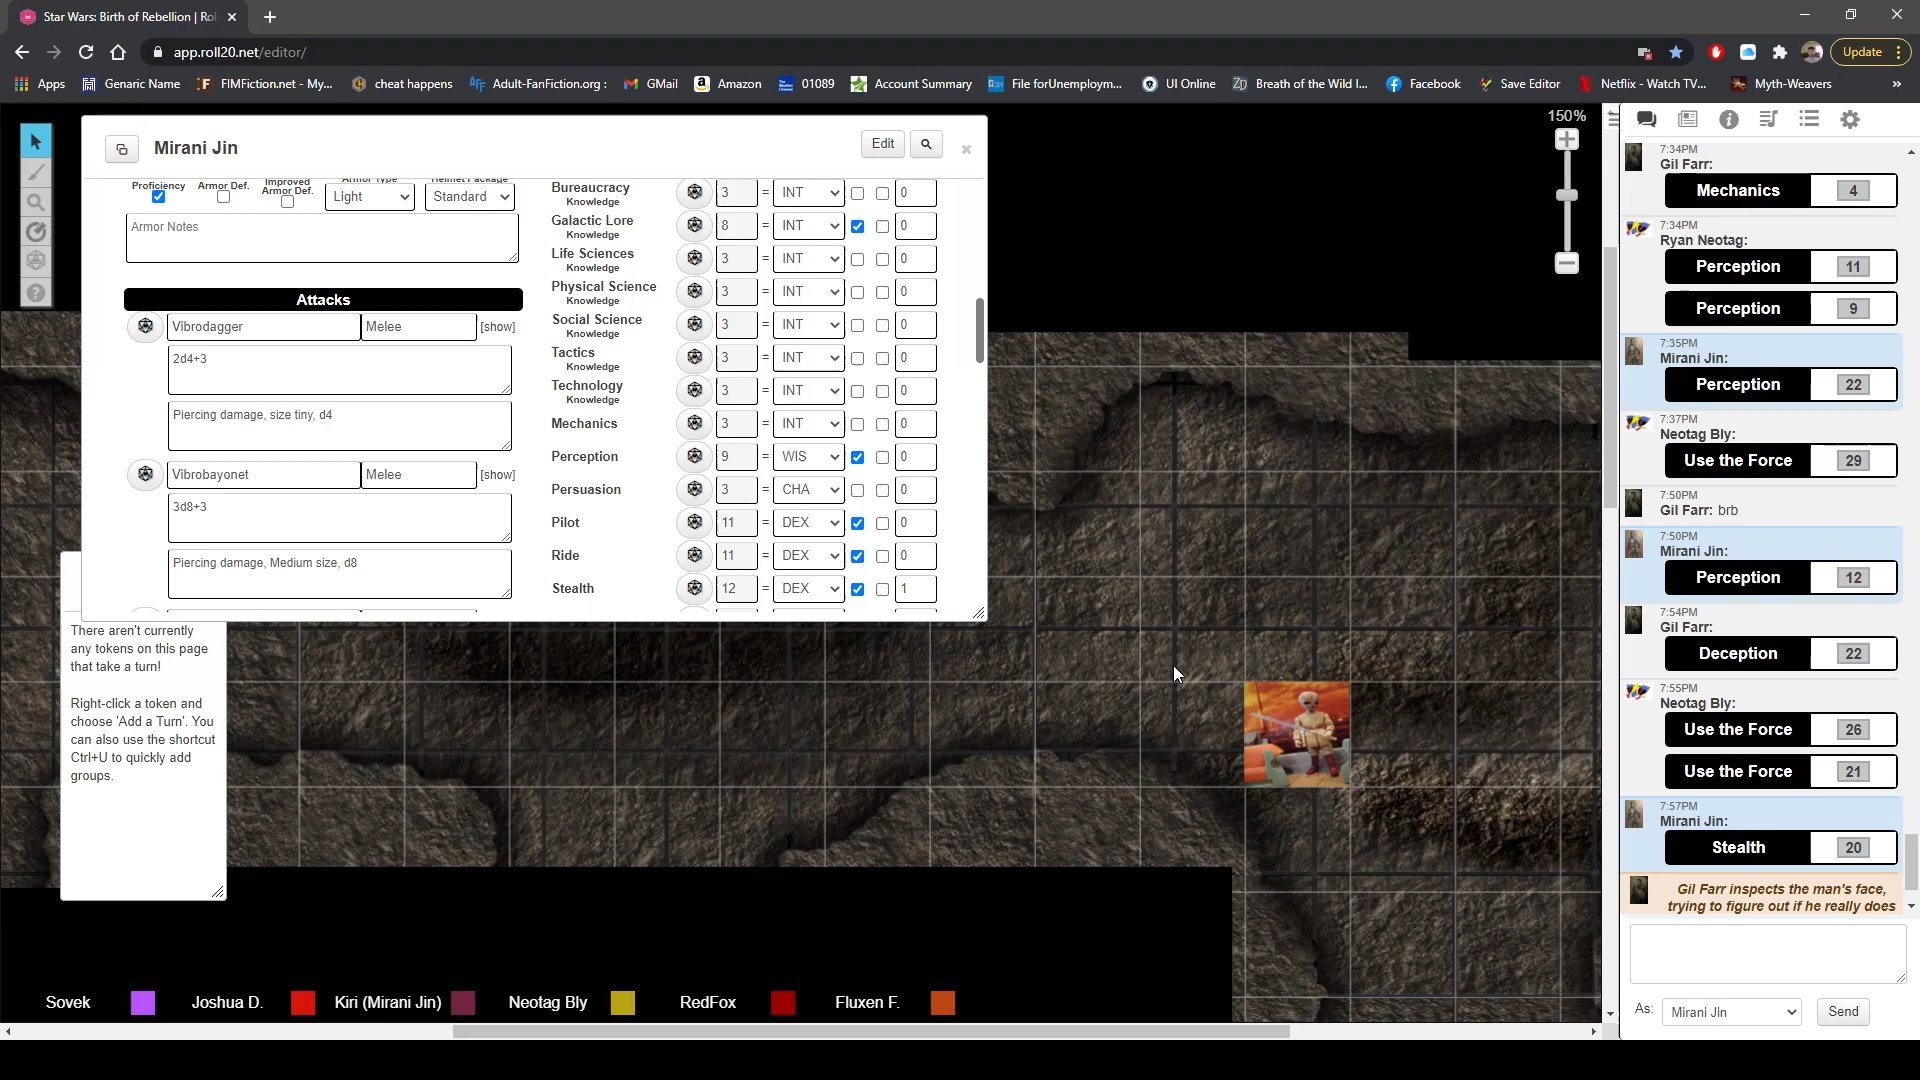 Star Wars: Birth of Rebellion | Rol
app.roll20.net/editor/
Update
Apps
Genaric Name
FIMFiction.net - My...
cheat happens
Adult-FanFiction.org :
GMail
Amazon
01089
Account Summary
File forUnemploym...
UI Online
Breath of the Wild I...
Facebook
Save Editor
Netflix - Watch TV...
Myth-Weavers
»
150%
Mirani Jin
Edit
Proficiency
Armor Def.
Improved
Armor Def.
Armor Type
Light
Helmet Package
Standard
Armor Notes
Attacks
Vibrodagger
Melee
[show]
2d4+3
Piercing damage, size tiny, d4
Vibrobayonet
Melee
[show]
3d8+3
Piercing damage, Medium size, d8
Bureaucracy
Knowledge
3 = INT 0
Galactic Lore
Knowledge
8 = INT 0
Life Sciences
Knowledge
3 = INT 0
Physical Science
Knowledge
3 = INT 0
Social Science
Knowledge
3 = INT 0
Tactics
Knowledge
3 = INT 0
Technology
Knowledge
3 = INT 0
Mechanics 3 = INT 0
Perception 9 = WIS 0
Persuasion 3 = CHA 0
Pilot 11 = DEX 0
Ride 11 = DEX 0
Stealth 12 = DEX 1
There aren't currently
any tokens on this page
that take a turn!
Right-click a token and
choose 'Add a Turn'. You
can also use the shortcut
Ctrl+U to quickly add
groups.
Sovek
Joshua D.
Kiri (Mirani Jin)
Neotag Bly
RedFox
Fluxen F.
7:34PM
Gil Farr:
Mechanics 4
7:34PM
Ryan Neotag:
Perception 11
Perception 9
7:35PM
Mirani Jin:
Perception 22
7:37PM
Neotag Bly:
Use the Force 29
7:50PM
Gil Farr: brb
7:50PM
Mirani Jin:
Perception 12
7:54PM
Gil Farr:
Deception 22
7:55PM
Neotag Bly:
Use the Force 26
Use the Force 21
7:57PM
Mirani Jin:
Stealth 20
Gil Farr inspects the man's face,
trying to figure out if he really does
As: Mirani Jin
Send